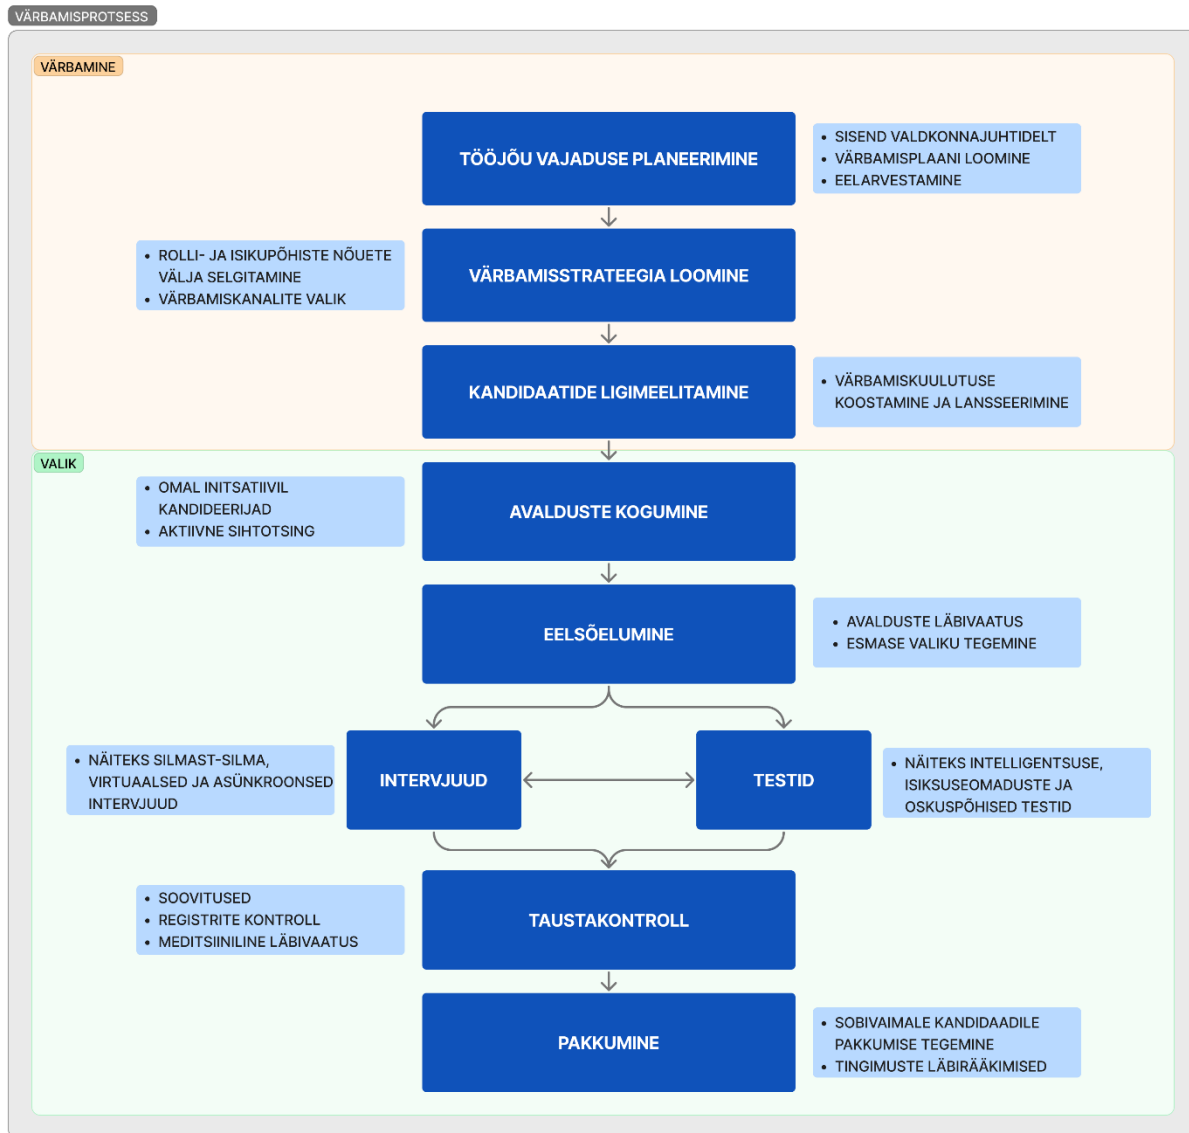 VÄRBAMISPROTSESS
VÄRBAMINE
TÖÖJÕU VAJADUSE PLANEERIMINE
• SISEND VALDKONNAJUHTIDELT
• VÄRBAMISPLAANI LOOMINE
• EELARVESTAMINE
• ROLLI- JA ISIKUPÕHISTE NÕUETE
VÄLJA SELGITAMINE
• VÄRBAMISKANALITE VALIK
VÄRBAMISSTRATEEGIA LOOMINE
KANDIDAATIDE LIGIMEELITAMINE
• VÄRBAMISKUULUTUSE
KOOSTAMINE JA LANSSEERIMINE
VALIK
• OMAL INITSATIIVIL
KANDIDEERIJAD
• AKTIIVNE SIHTOTSING
AVALDUSTE KOGUMINE
EELSÕELUMINE
• AVALDUSTE LÄBIVAATUS
• ESMASE VALIKU TEGEMINE
• NÄITEKS SILMAST-SILMA,
VIRTUAALSED JA ASÜNKROONSED
INTERVJUUD
INTERVJUUD
TESTID
• NÄITEKS INTELLIGENTSUSE,
ISIKSUSEOMADUSTE JA
OSKUSPÕHISED TESTID
• SOOVITUSED
• REGISTRITE KONTROLL
• MEDITSIINILINE LÄBIVAATUS
TAUSTAKONTROLL
PAKKUMINE
• SOBIVAIMALE KANDIDAADILE
PAKKUMISE TEGEMINE
• TINGIMUSTE LÄBIRÄÄKIMISED